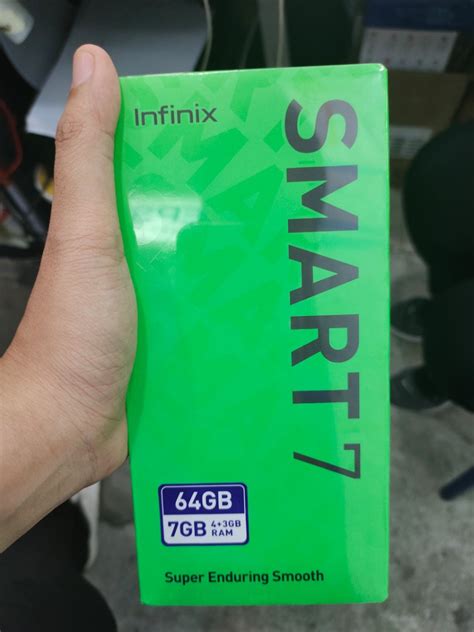 Infinix
SMART 7
64GB
7GB 4+3GB RAM
Super Enduring Smooth